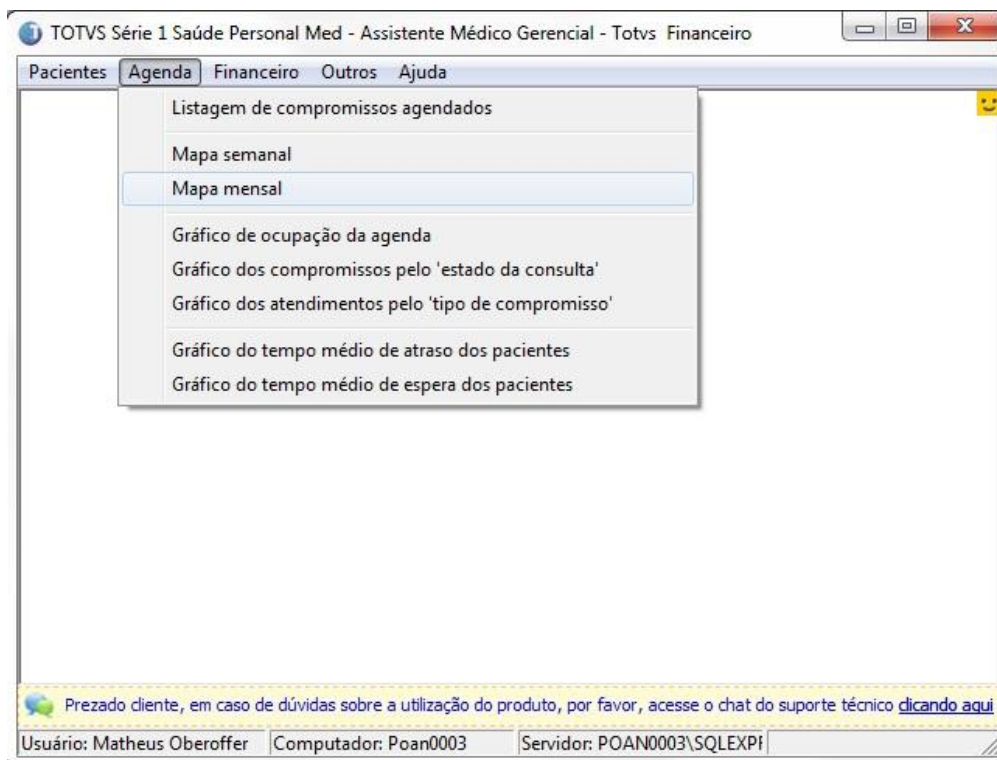 TOTVS Série 1 Saúde Personal Med - Assistente Médico Gerencial - Totvs Financeiro
Pacientes Agenda Financeiro Outros Ajuda
Listagem de compromissos agendados
Mapa semanal
Mapa mensal
Gráfico de ocupação da agenda
Gráfico dos compromissos pelo 'estado da consulta'
Gráfico dos atendimentos pelo 'tipo de compromisso'
Gráfico do tempo médio de atraso dos pacientes
Gráfico do tempo médio de espera dos pacientes
Prezado cliente, em caso de dúvidas sobre a utilização do produto, por favor, acesse o chat do suporte técnico clicando aqui
Usuário: Matheus Oberoffer Computador: Poan0003 Servidor: POAN0003\SQLEXP